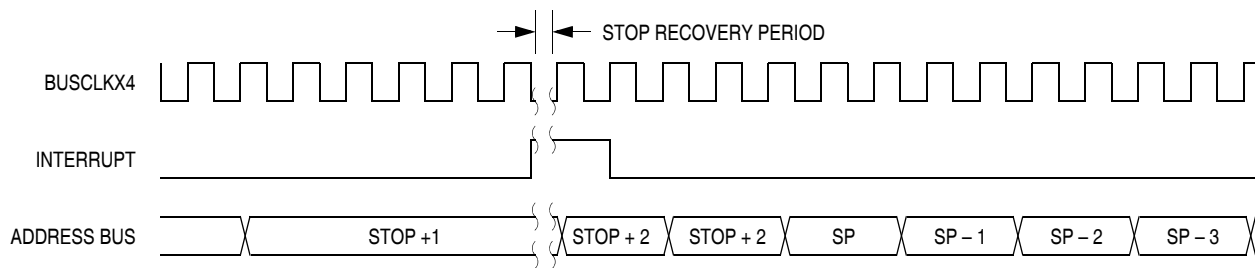 STOP RECOVERY PERIOD
BUSCLKX4
INTERRUPT
ADDRESS BUS STOP +1 STOP + 2 STOP + 2 SP SP – 1 SP – 2 SP – 3